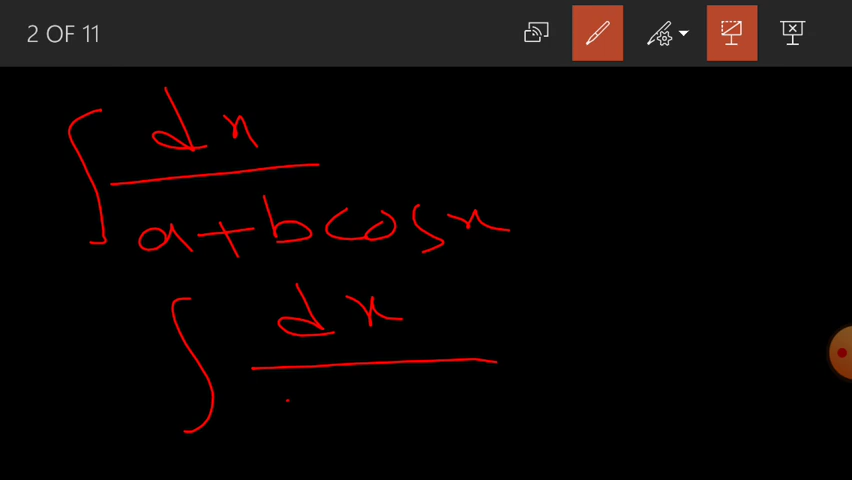 2 OF 11
∫ dx
a+bcosx
∫ dx